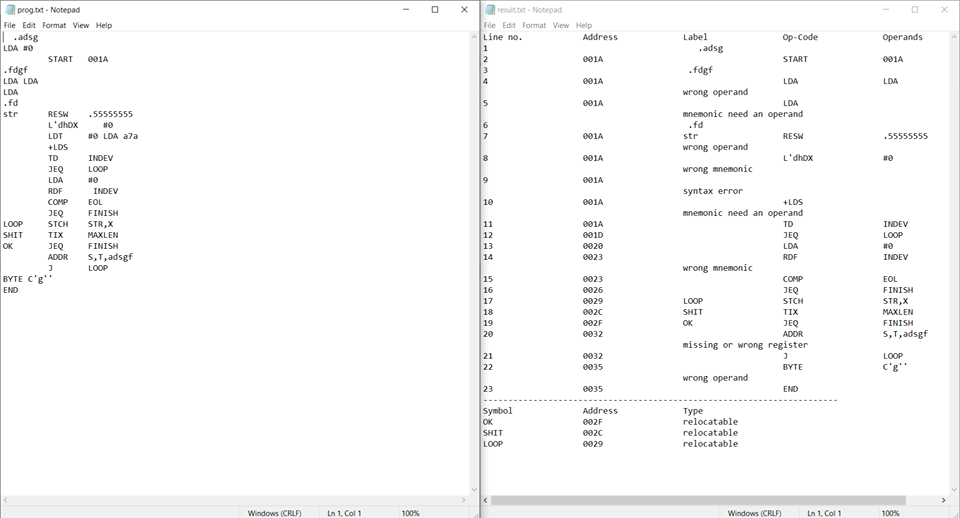 prog.txt - Notepad
File Edit Format View Help
.adsg
LDA #0
START 001A
.fdgf
LDA LDA
LDA
.fd
str RESW .55555555
L'dhDX #0
LDT #0 LDA a7a
+LDS
TD INDEV
JEQ LOOP
LDA #0
RDF INDEV
COMP EOL
JEQ FINISH
LOOP STCH STR,X
SHIT TIX MAXLEN
OK JEQ FINISH
ADDR S,T,adsgf
J LOOP
BYTE C'g''
END
Windows (CRLF) Ln 1, Col 1 100%
result.txt - Notepad
File Edit Format View Help
Line no. Address Label Op-Code Operands
1 .adsg
2 001A START 001A
3 .fdgf
4 001A LDA LDA
wrong operand
5 001A LDA
mnemonic need an operand
6 .fd
7 001A str RESW .55555555
wrong operand
8 001A L'dhDX #0
wrong mnemonic
9 001A
syntax error
10 001A +LDS
mnemonic need an operand
11 001A TD INDEV
12 001D JEQ LOOP
13 0020 LDA #0
14 0023 RDF INDEV
wrong mnemonic
15 0023 COMP EOL
16 0026 JEQ FINISH
17 0029 LOOP STCH STR,X
18 002C SHIT TIX MAXLEN
19 002F OK JEQ FINISH
20 0032 ADDR S,T,adsgf
missing or wrong register
21 0032 J LOOP
22 0035 BYTE C'g''
wrong operand
23 0035 END
-----------------------------------------------------------------------
Symbol Address Type
OK 002F relocatable
SHIT 002C relocatable
LOOP 0029 relocatable
Windows (CRLF) Ln 1, Col 1 100%